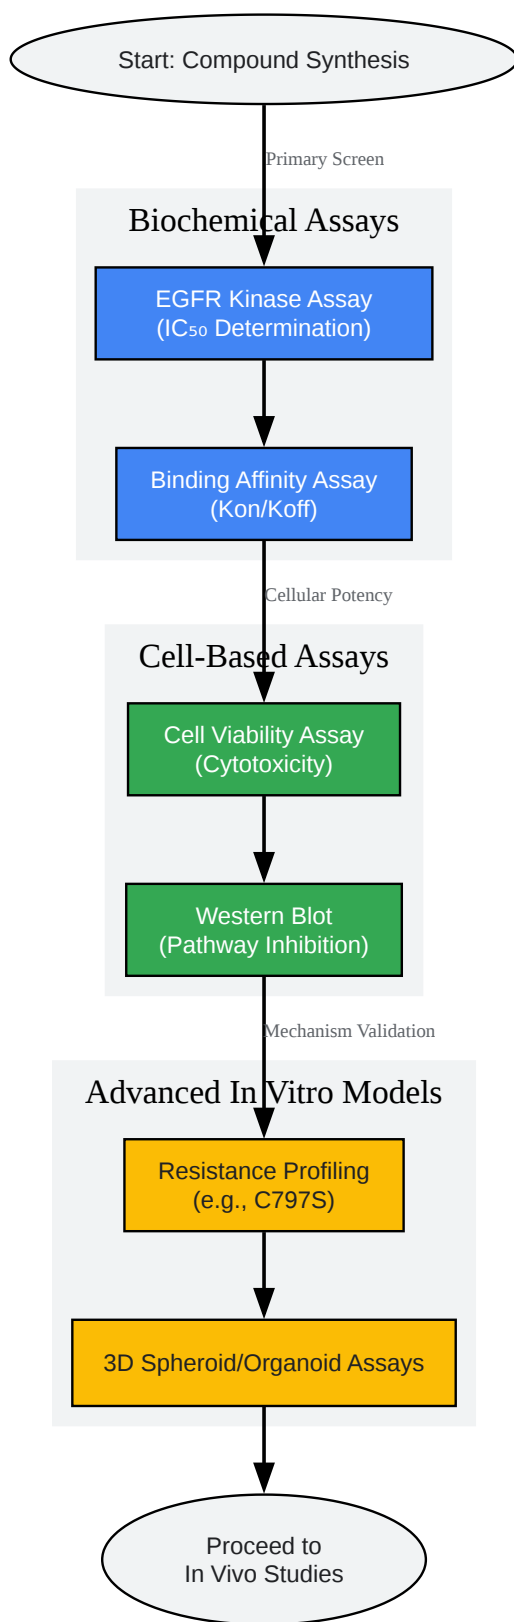 Start: Compound Synthesis
Primary Screen
Biochemical Assays
EGFR Kinase Assay
(IC₅₀ Determination)
Binding Affinity Assay
(Kon/Koff)
Cellular Potency
Cell-Based Assays
Cell Viability Assay
(Cytotoxicity)
Western Blot
(Pathway Inhibition)
Mechanism Validation
Advanced In Vitro Models
Resistance Profiling
(e.g., C797S)
3D Spheroid/Organoid Assays
Proceed to
In Vivo Studies